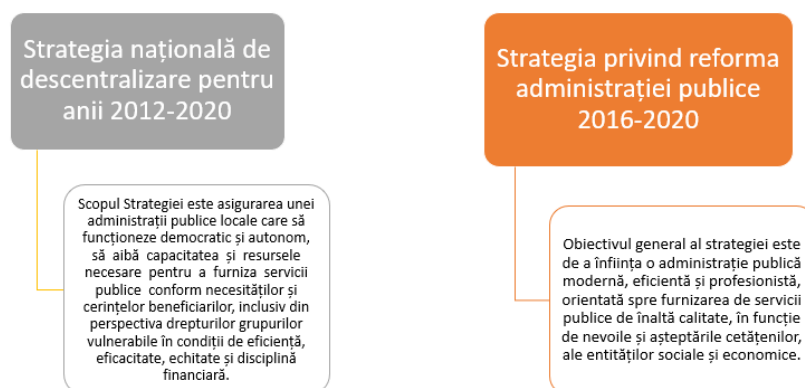 Strategia națională de
descentralizare pentru
anii 2012-2020
Scopul Strategiei este asigurarea unei
administrații publice locale care să
funcționeze democratic și autonom,
să aibă capacitatea și resursele
necesare pentru a furniza servicii
publice conform necesităților și
cerințelor beneficiarilor, inclusiv din
perspectiva drepturilor grupurilor
vulnerabile în condiții de eficiență,
eficacitate, echitate și disciplină
financiară.
Strategia privind reforma
administrației publice
2016-2020
Obiectivul general al strategiei este
de a înființa o administrație publică
modernă, eficientă și profesionistă,
orientată spre furnizarea de servicii
publice de înaltă calitate, în funcție
de nevoile și așteptările cetățenilor,
ale entităților sociale și economice.